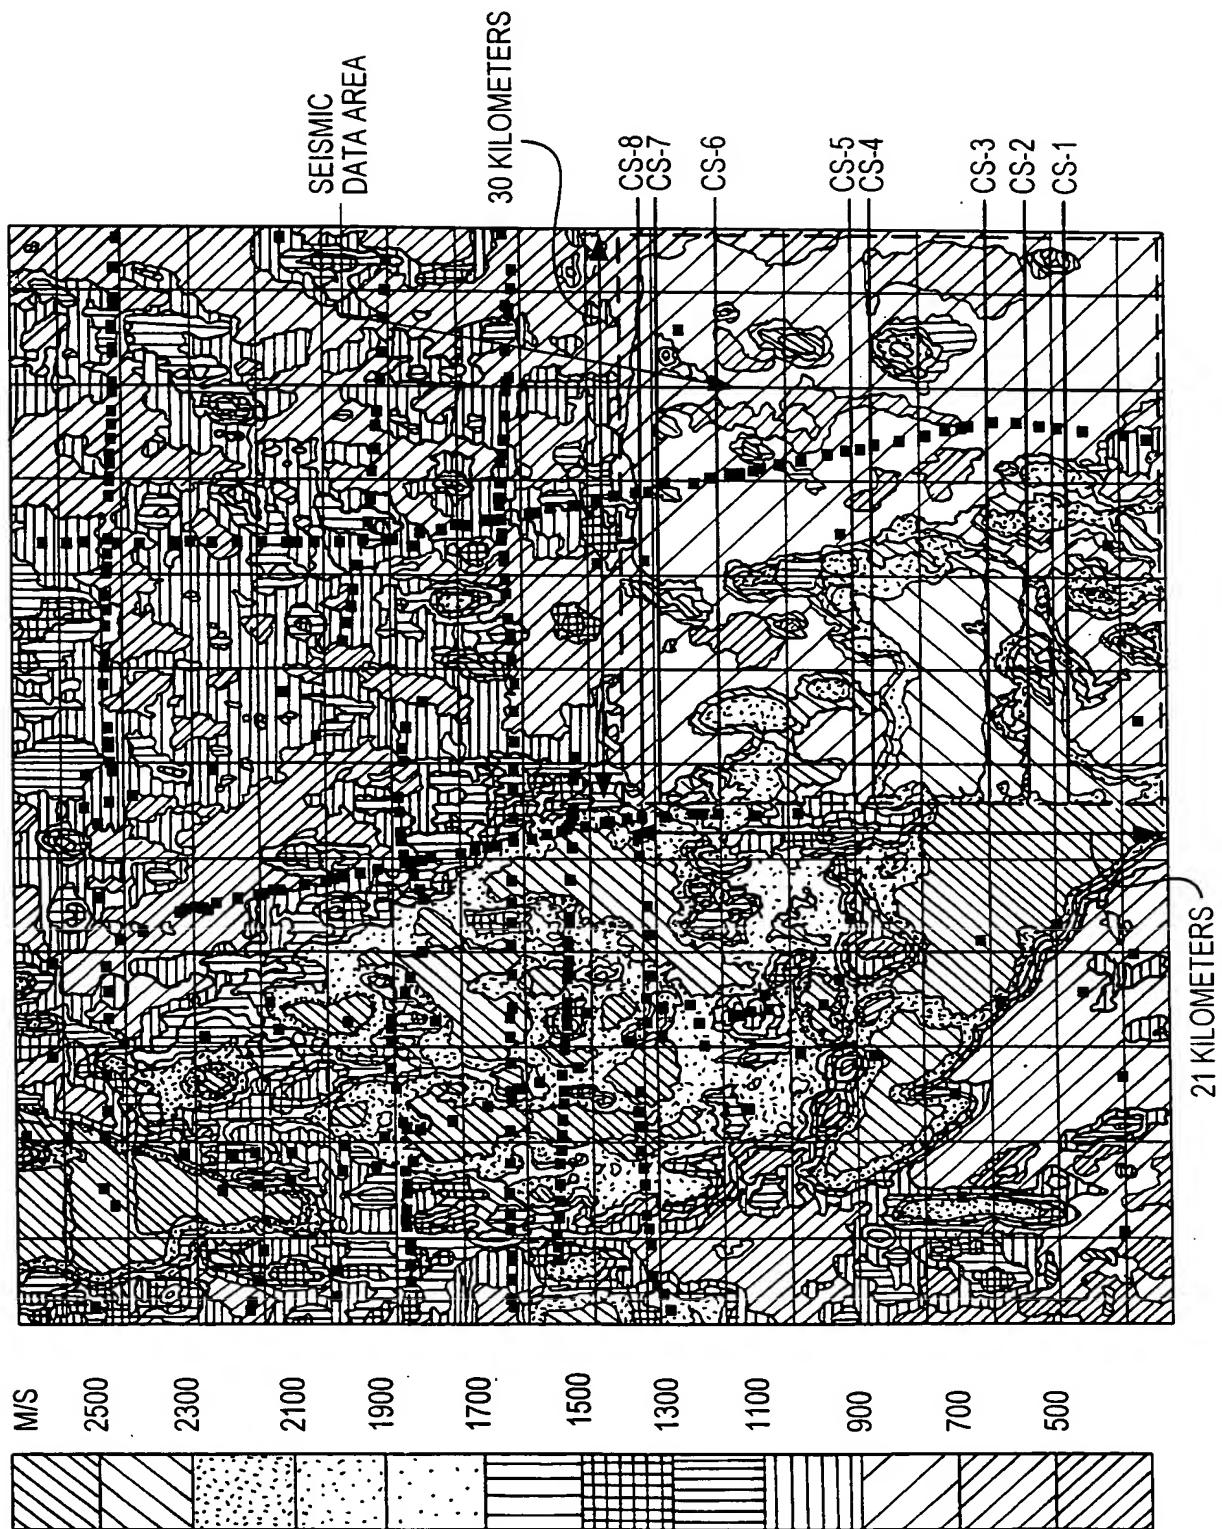 SEISMIC
DATA AREA
30 KILOMETERS
CS-8
CS-7
CS-6
CS-5
CS-4
CS-3
CS-2
CS-1
21 KILOMETERS
M/S
2500
2300
2100
1900
1700
1500
1300
1100
900
700
500